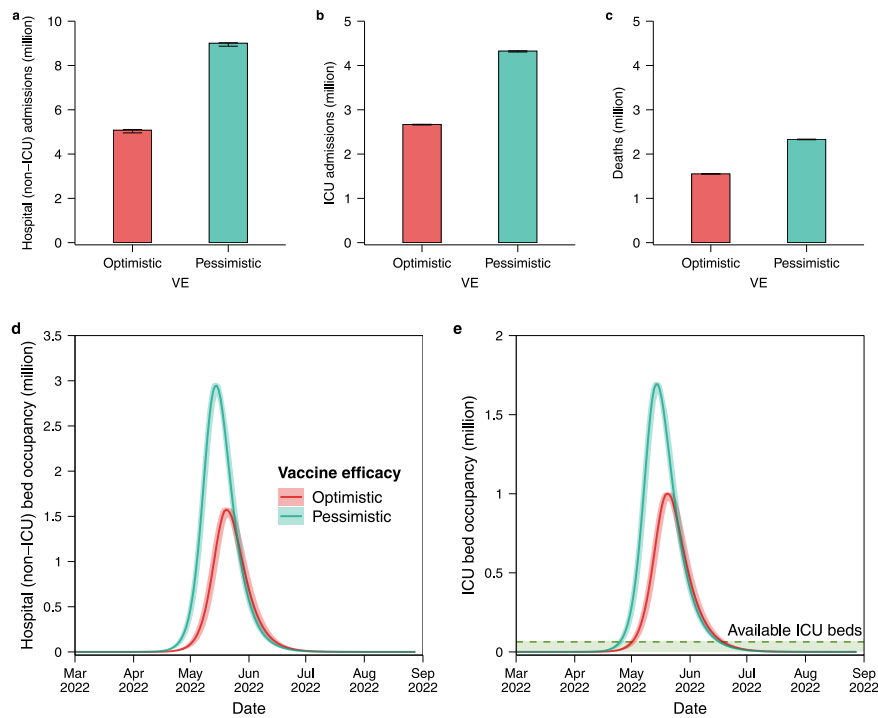 a
Hospital (non–ICU) admissions (million)
10
8
6
4
2
0
Optimistic
Pessimistic
VE
b
ICU admissions (million)
5
4
3
2
1
0
Optimistic
Pessimistic
VE
c
Deaths (million)
5
4
3
2
1
0
Optimistic
Pessimistic
VE
d
Hospital (non–ICU) bed occupancy (million)
3.5
3
2.5
2
1.5
1
0.5
0
Vaccine efficacy
Optimistic
Pessimistic
Mar
2022
Apr
2022
May
2022
Jun
2022
Jul
2022
Aug
2022
Sep
2022
Date
e
ICU bed occupancy (million)
2
1.5
1
0.5
0
Available ICU beds
Mar
2022
Apr
2022
May
2022
Jun
2022
Jul
2022
Aug
2022
Sep
2022
Date